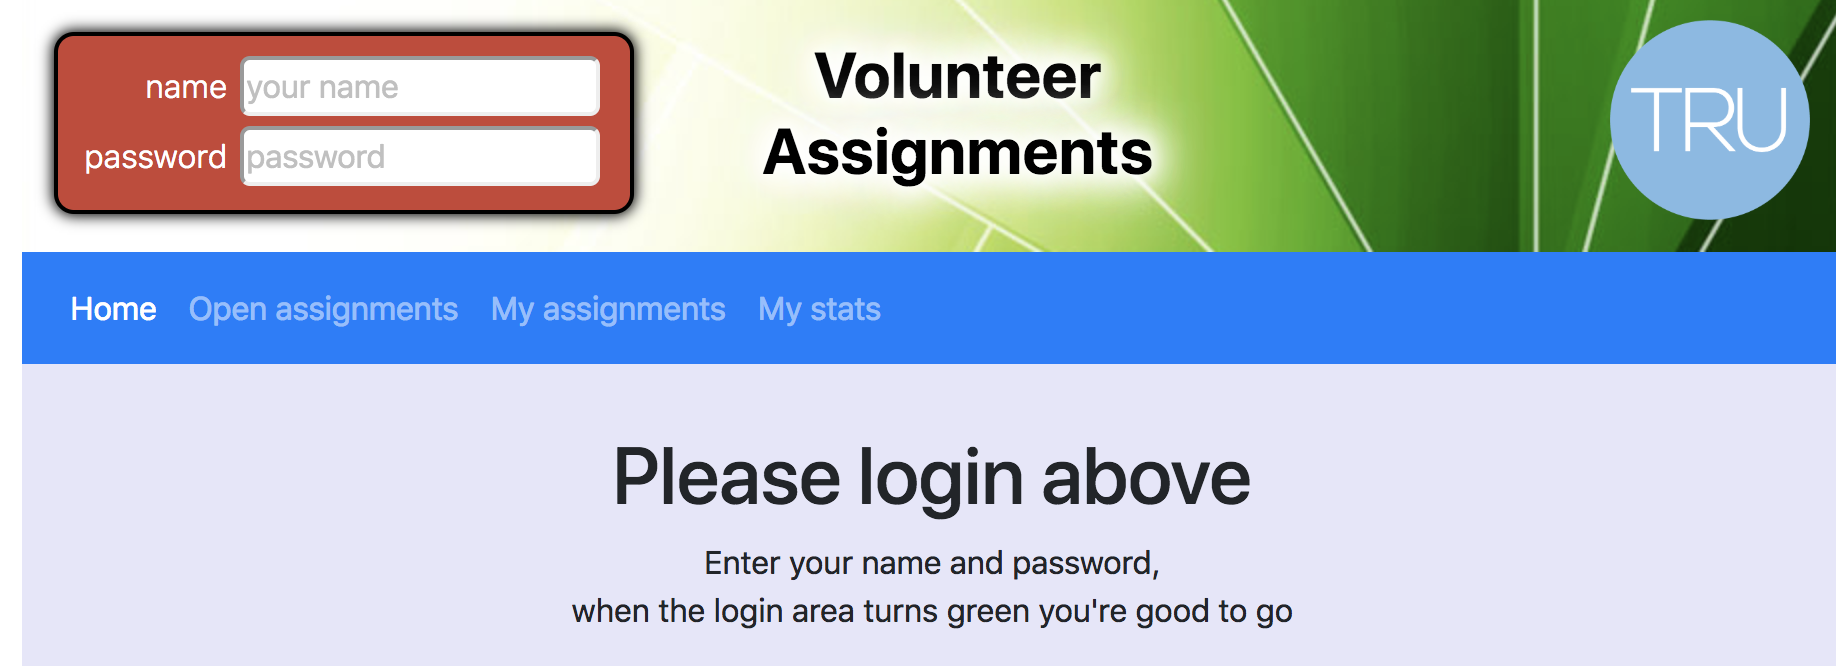 name your name
password password
Volunteer
Assignments
TRU
Home Open assignments My assignments My stats
Please login above
Enter your name and password,
when the login area turns green you're good to go